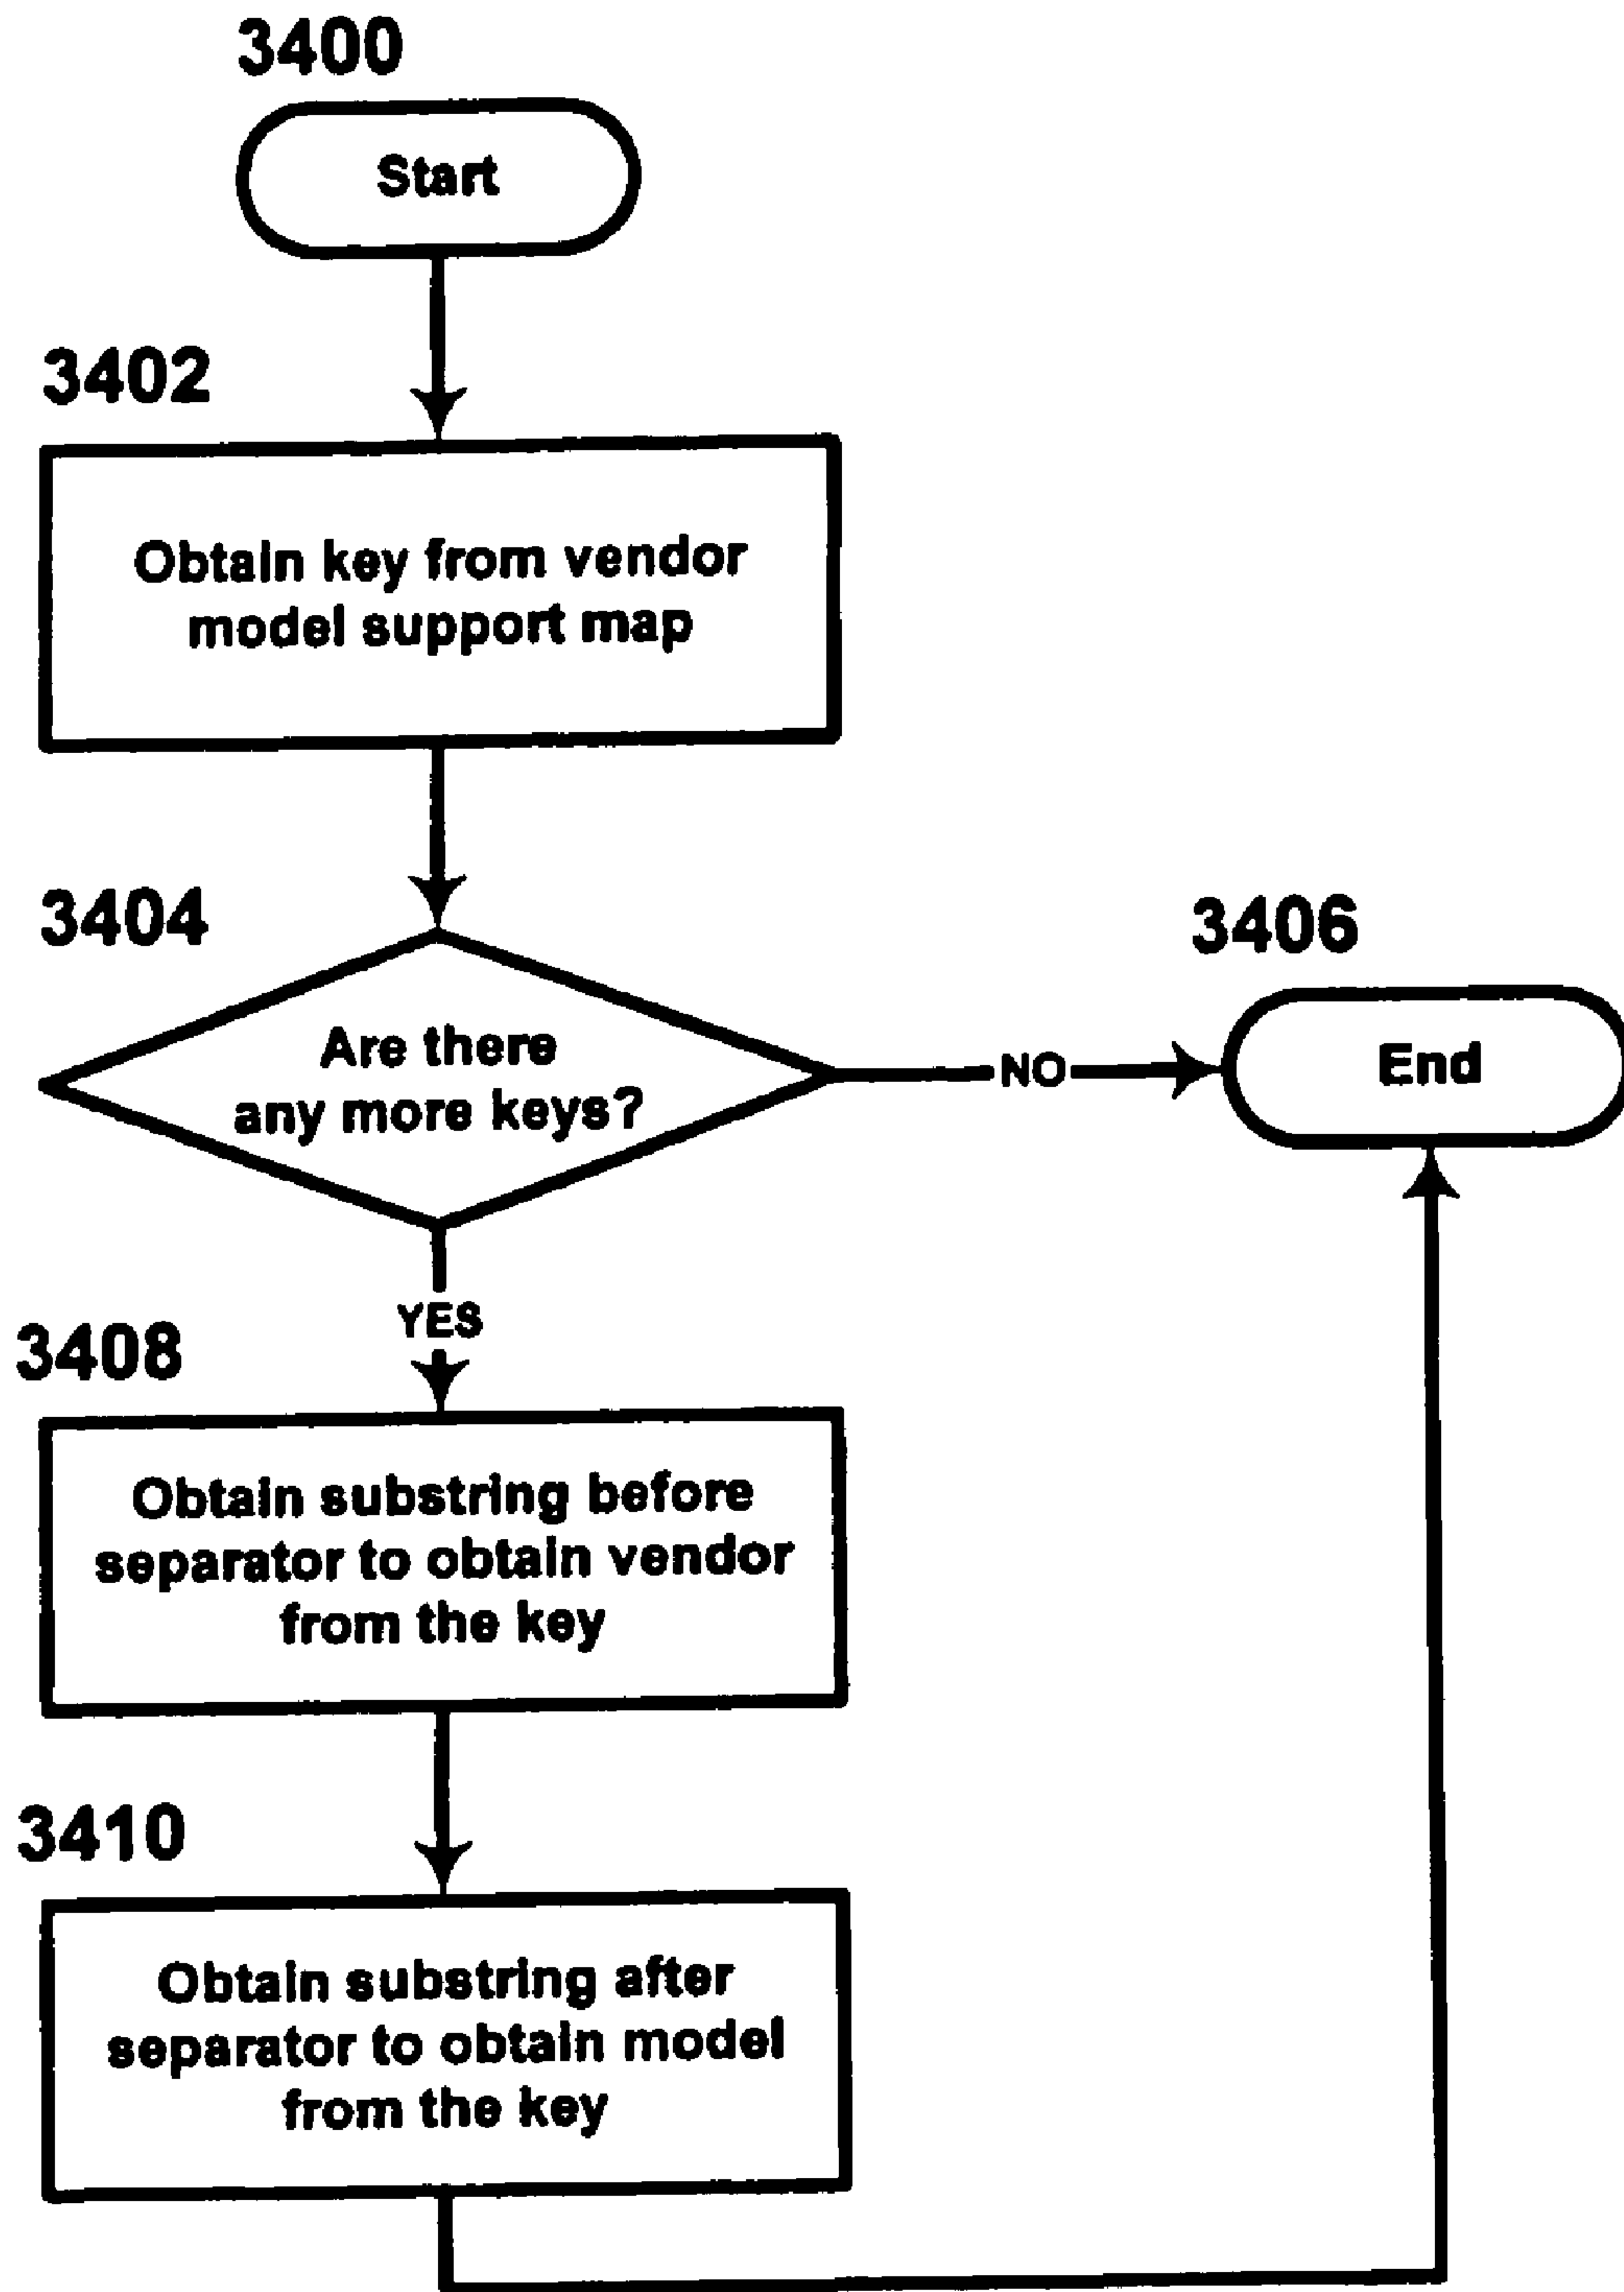 3400
Start
3402
Obtain key from vendor
model support map
3404
Are there
any more keys?
NO
3406
End
YES
3408
Obtain substring before
separator to obtain vendor
from the key
3410
Obtain substring after
separator to obtain model
from the key